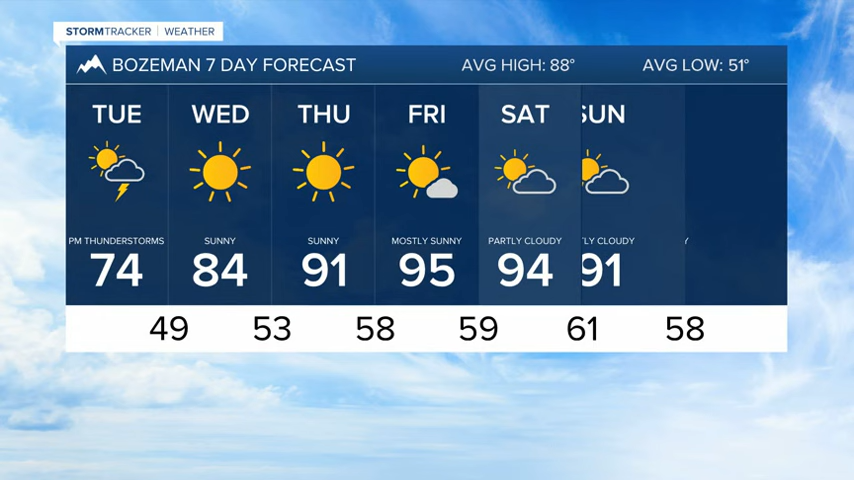 STORMTRACKER | WEATHER
BOZEMAN 7 DAY FORECAST AVG HIGH: 88° AVG LOW: 51°
TUE WED THU FRI SAT SUN
PM THUNDERSTORMS SUNNY SUNNY MOSTLY SUNNY PARTLY CLOUDY TLY CLOUDY Y
74 84 91 95 94 91
49 53 58 59 61 58